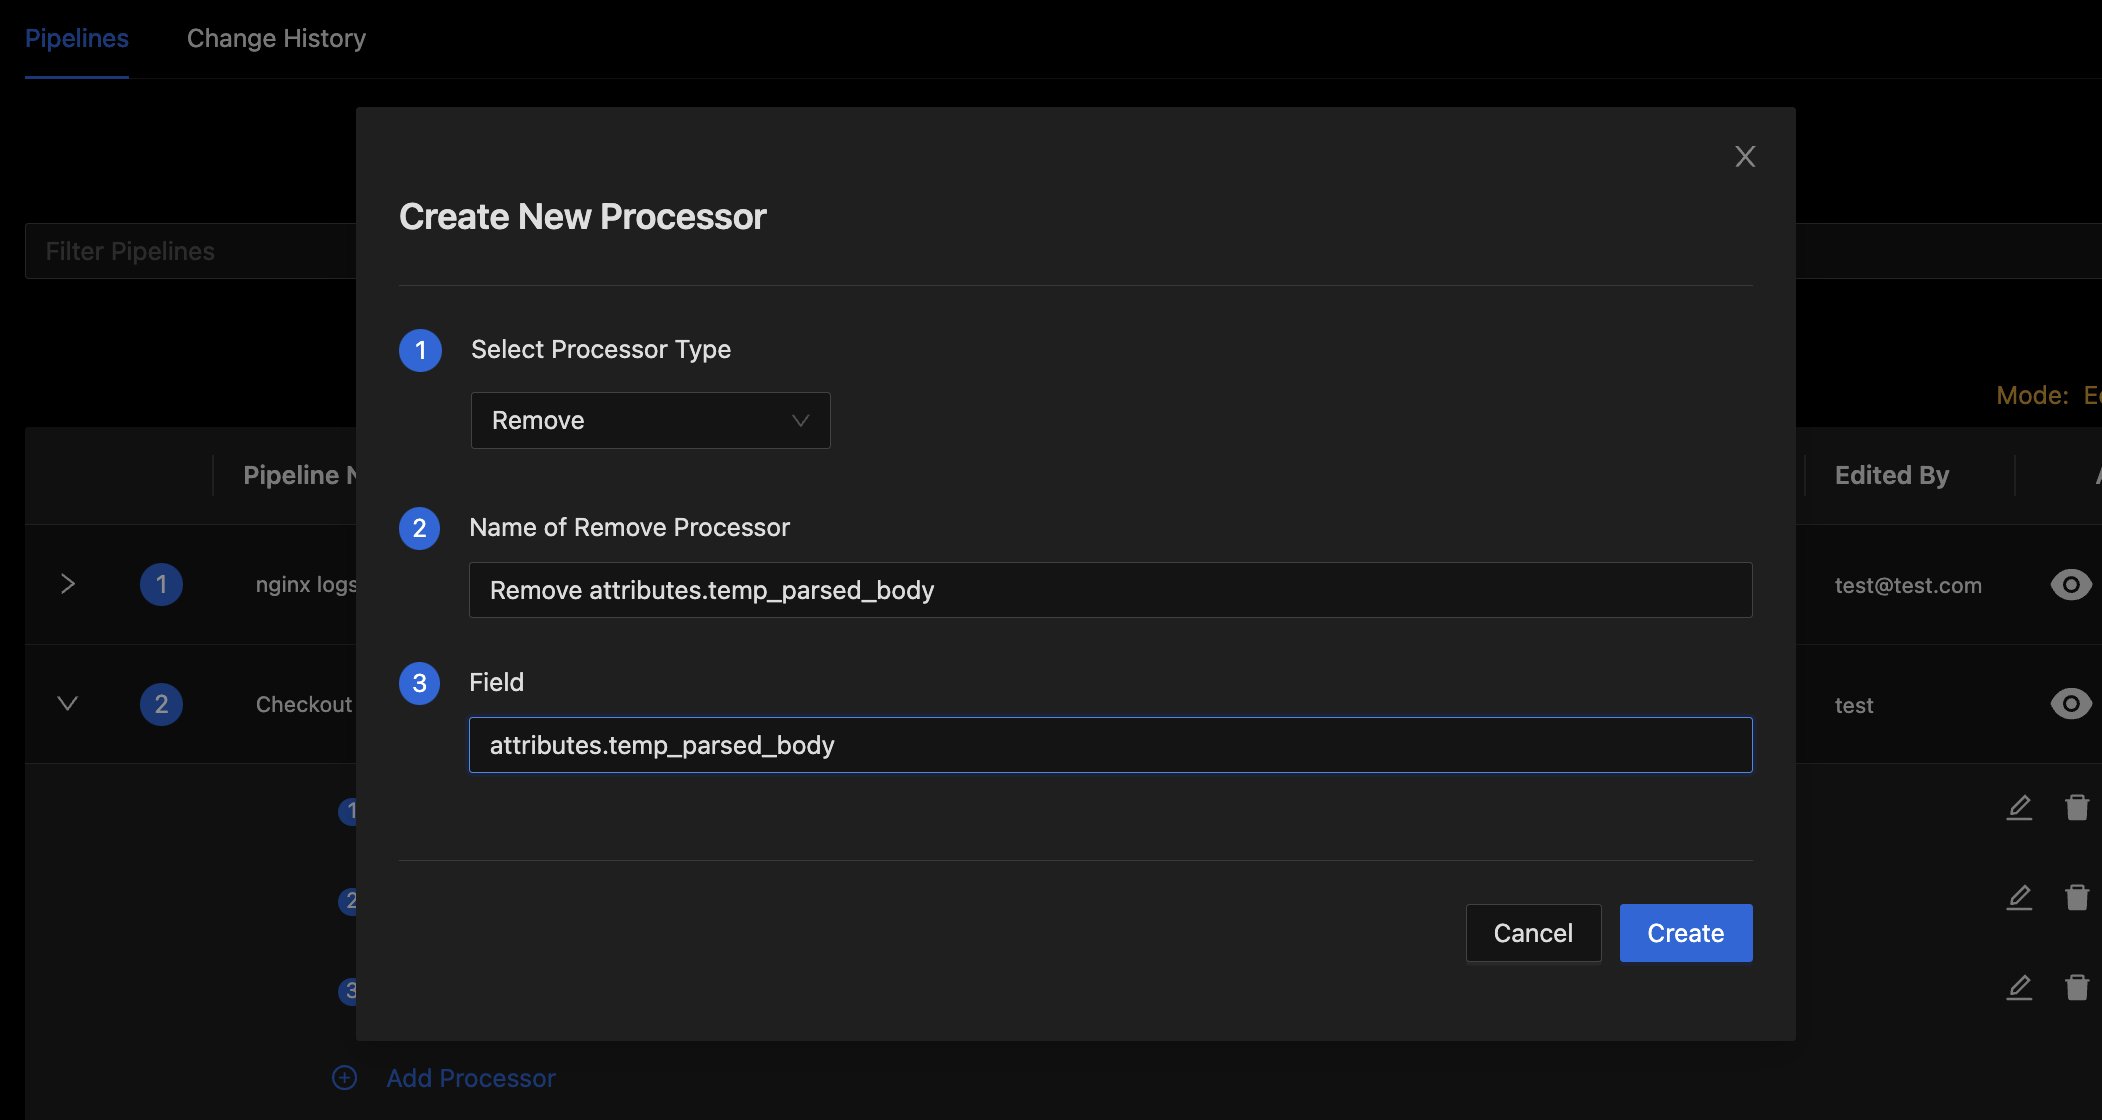 Pipelines
Change History
Filter Pipelines
Create New Processor
1 Select Processor Type
Remove
Mode:
Pipeline
Edited By
2 Name of Remove Processor
Remove attributes.temp_parsed_body
1 nginx logs
test@test.com
3 Field
attributes.temp_parsed_body
2 Checkout
test
1
2
3
Cancel
Create
Add Processor